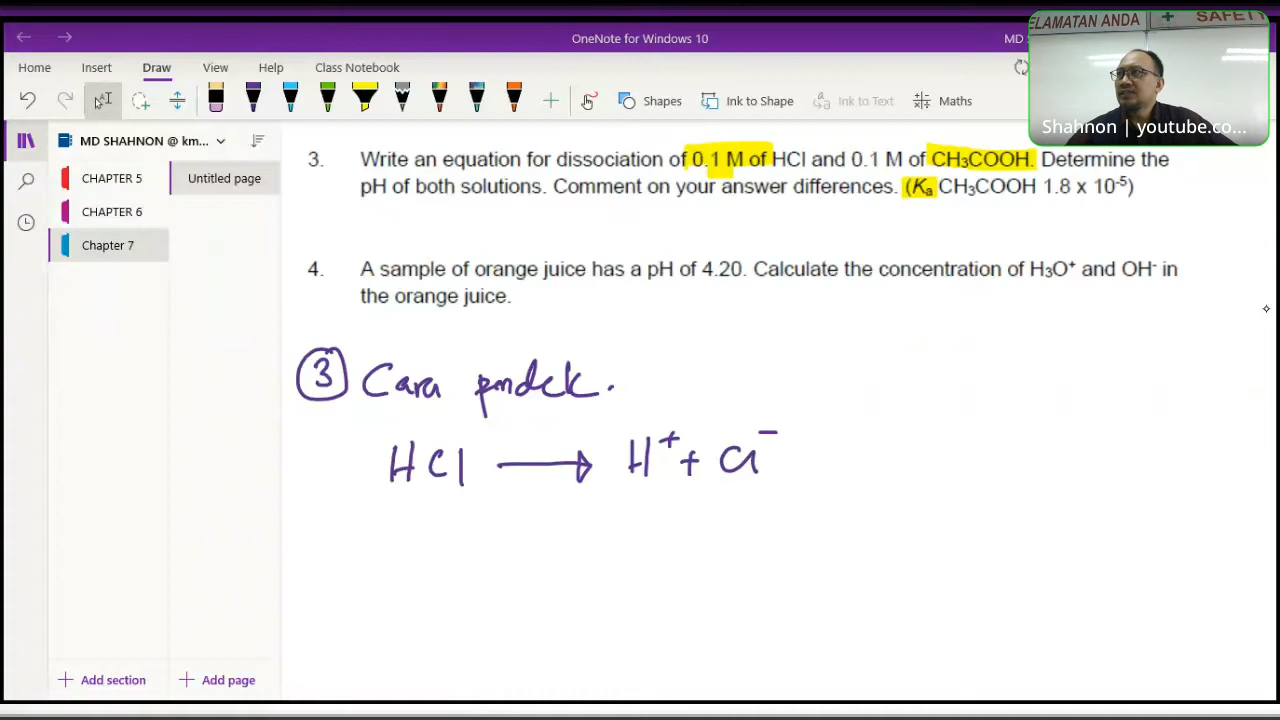 OneNote for Windows 10
MD S
ELAMATAN ANDA + SAFET
Shahnon | youtube.co...
Home Insert Draw View Help Class Notebook
Shapes Ink to Shape Ink to Text Maths
MD SHAHNON @ km...
CHAPTER 5
CHAPTER 6
Chapter 7
Untitled page
3. Write an equation for dissociation of 0.1 M of HCl and 0.1 M of CH₃COOH. Determine the
pH of both solutions. Comment on your answer differences. (Kₐ CH₃COOH 1.8 x 10⁻⁵)
4. A sample of orange juice has a pH of 4.20. Calculate the concentration of H₃O⁺ and OH⁻ in
the orange juice.
③ Cara pendek.
HCl ⟶ H⁺ + Cl⁻
+ Add section
+ Add page